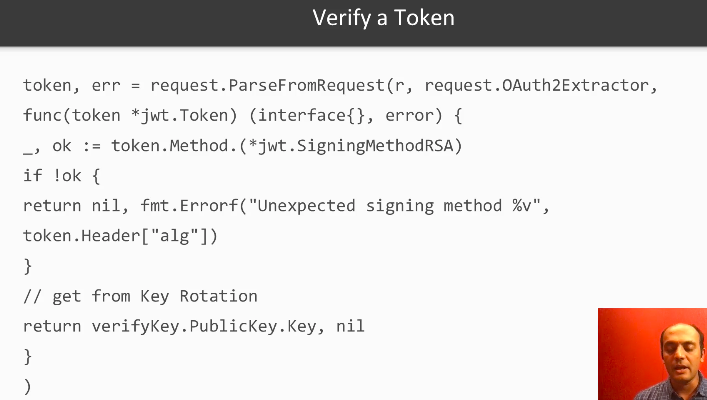 Verify a Token
token, err = request.ParseFromRequest(r, request.OAuth2Extractor,
func(token *jwt.Token) (interface{}, error) {
_, ok := token.Method.(*jwt.SigningMethodRSA)
if !ok {
return nil, fmt.Errorf("Unexpected signing method %v",
token.Header["alg"])
}
// get from Key Rotation
return verifyKey.PublicKey.Key, nil
}
)